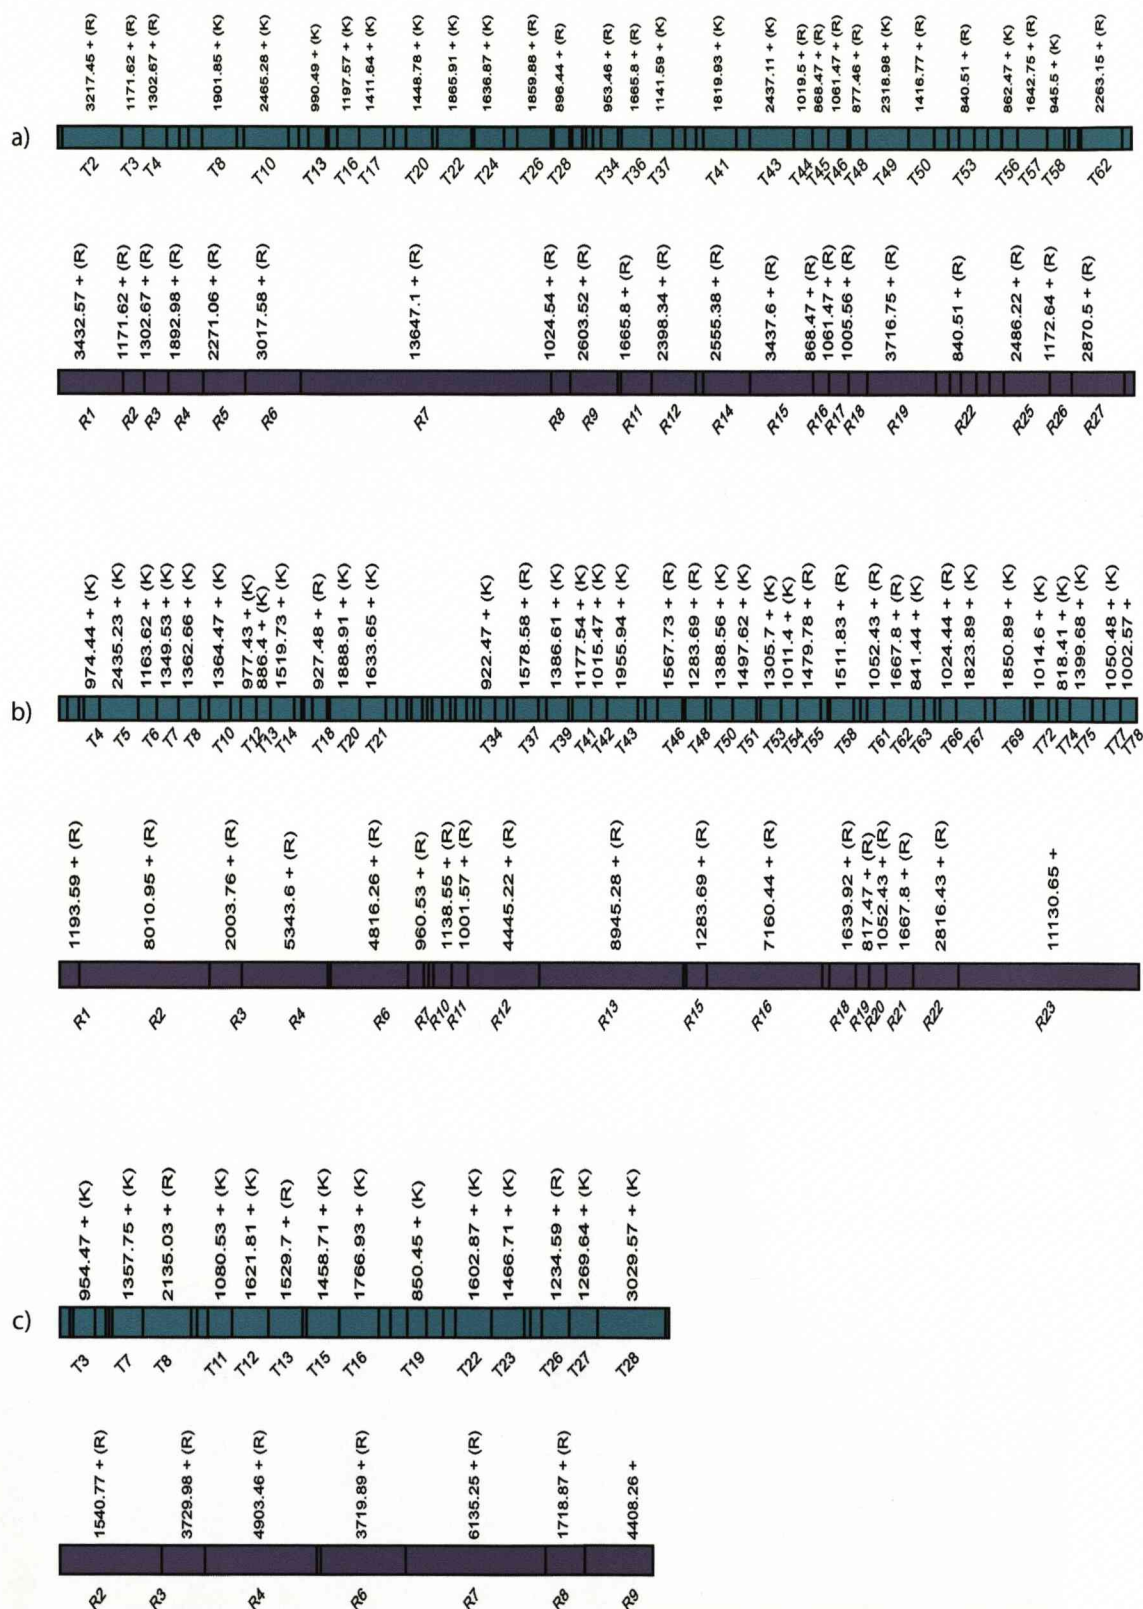 3217.45 + (R) 1171.62 + (R) 1302.67 + (R) 1901.85 + (K) 2465.28 + (K) 990.49 + (K) 1197.57 + (K) 1411.64 + (K) 1448.78 + (K) 1865.91 + (K) 1636.87 + (K) 1859.88 + (R) 896.44 + (R) 953.46 + (R) 1665.8 + (R) 1141.59 + (K) 1819.93 + (K) 2437.11 + (K) 1019.5 + (R) 868.47 + (R) 1061.47 + (R) 877.46 + (R) 2318.98 + (K) 1416.77 + (R) 840.51 + (R) 862.47 + (K) 1642.75 + (R) 945.5 + (K) 2263.15 + (R)
a)
T2 T3 T4 T8 T10 T13 T16 T17 T20 T22 T24 T26 T28 T34 T36 T37 T41 T43 T44 T45 T46 T48 T49 T50 T53 T56 T57 T58 T62
3432.57 + (R) 1171.62 + (R) 1302.67 + (R) 1892.98 + (R) 2271.06 + (R) 3017.58 + (R) 13647.1 + (R) 1024.54 + (R) 2603.52 + (R) 1665.8 + (R) 2398.34 + (R) 2555.38 + (R) 3437.6 + (R) 868.47 + (R) 1061.47 + (R) 1005.56 + (R) 3716.75 + (R) 840.51 + (R) 2486.22 + (R) 1172.64 + (R) 2870.5 + (R)
R1 R2 R3 R4 R5 R6 R7 R8 R9 R11 R12 R14 R15 R16 R17 R18 R19 R22 R25 R26 R27
974.44 + (K) 2435.23 + (K) 1163.62 + (K) 1349.53 + (K) 1362.66 + (K) 1364.47 + (K) 977.43 + (K) 886.4 + (K) 1519.73 + (K) 927.48 + (R) 1888.91 + (K) 1633.65 + (K) 922.47 + (K) 1578.58 + (R) 1386.61 + (K) 1177.54 + (K) 1015.47 + (K) 1955.94 + (K) 1567.73 + (R) 1283.69 + (R) 1388.56 + (K) 1497.62 + (K) 1305.7 + (K) 1011.4 + (K) 1479.78 + (R) 1511.83 + (R) 1052.43 + (R) 1667.8 + (R) 841.44 + (K) 1024.44 + (R) 1823.89 + (K) 1850.89 + (K) 1014.6 + (K) 818.41 + (K) 1399.68 + (K) 1050.48 + (K) 1002.57 +
b)
T4 T5 T6 T7 T8 T10 T12 T13 T14 T18 T20 T21 T34 T37 T39 T41 T42 T43 T46 T48 T50 T51 T53 T54 T55 T58 T61 T62 T63 T66 T67 T69 T72 T74 T75 T77 T78
1193.59 + (R) 8010.95 + (R) 2003.76 + (R) 5343.6 + (R) 4816.26 + (R) 960.53 + (R) 1138.55 + (R) 1001.57 + (R) 4445.22 + (R) 8945.28 + (R) 1283.69 + (R) 7160.44 + (R) 1639.92 + (R) 817.47 + (R) 1052.43 + (R) 1667.8 + (R) 2816.43 + (R) 11130.65 +
R1 R2 R3 R4 R6 R7 R10 R11 R12 R13 R15 R16 R18 R19 R20 R21 R22 R23
954.47 + (K) 1357.75 + (K) 2135.03 + (R) 1080.53 + (K) 1621.81 + (K) 1529.7 + (R) 1458.71 + (K) 1766.93 + (K) 850.45 + (K) 1602.87 + (K) 1466.71 + (K) 1234.59 + (R) 1269.64 + (K) 3029.57 + (K)
c)
T3 T7 T8 T11 T12 T13 T15 T16 T19 T22 T23 T26 T27 T28
1540.77 + (R) 3729.98 + (R) 4903.46 + (R) 3719.89 + (R) 6135.25 + (R) 1718.87 + (R) 4408.26 +
R2 R3 R4 R6 R7 R8 R9